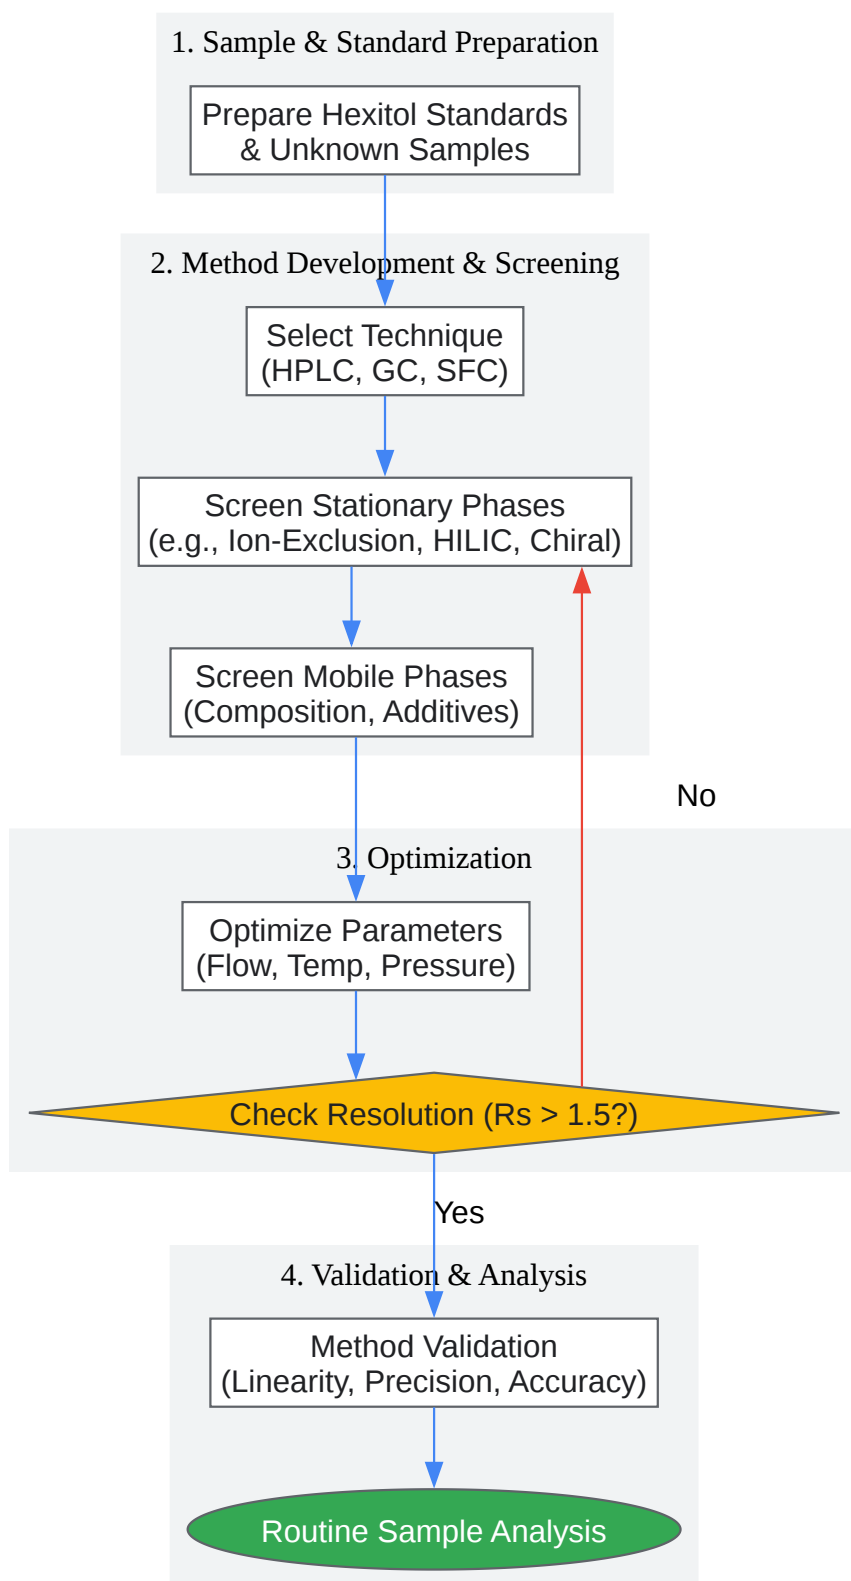 1. Sample & Standard Preparation
Prepare Hexitol Standards
& Unknown Samples
2. Method Development & Screening
Select Technique
(HPLC, GC, SFC)
Screen Stationary Phases
(e.g., Ion-Exclusion, HILIC, Chiral)
Screen Mobile Phases
(Composition, Additives)
No
3. Optimization
Optimize Parameters
(Flow, Temp, Pressure)
Check Resolution (Rs > 1.5?)
Yes
4. Validation & Analysis
Method Validation
(Linearity, Precision, Accuracy)
Routine Sample Analysis